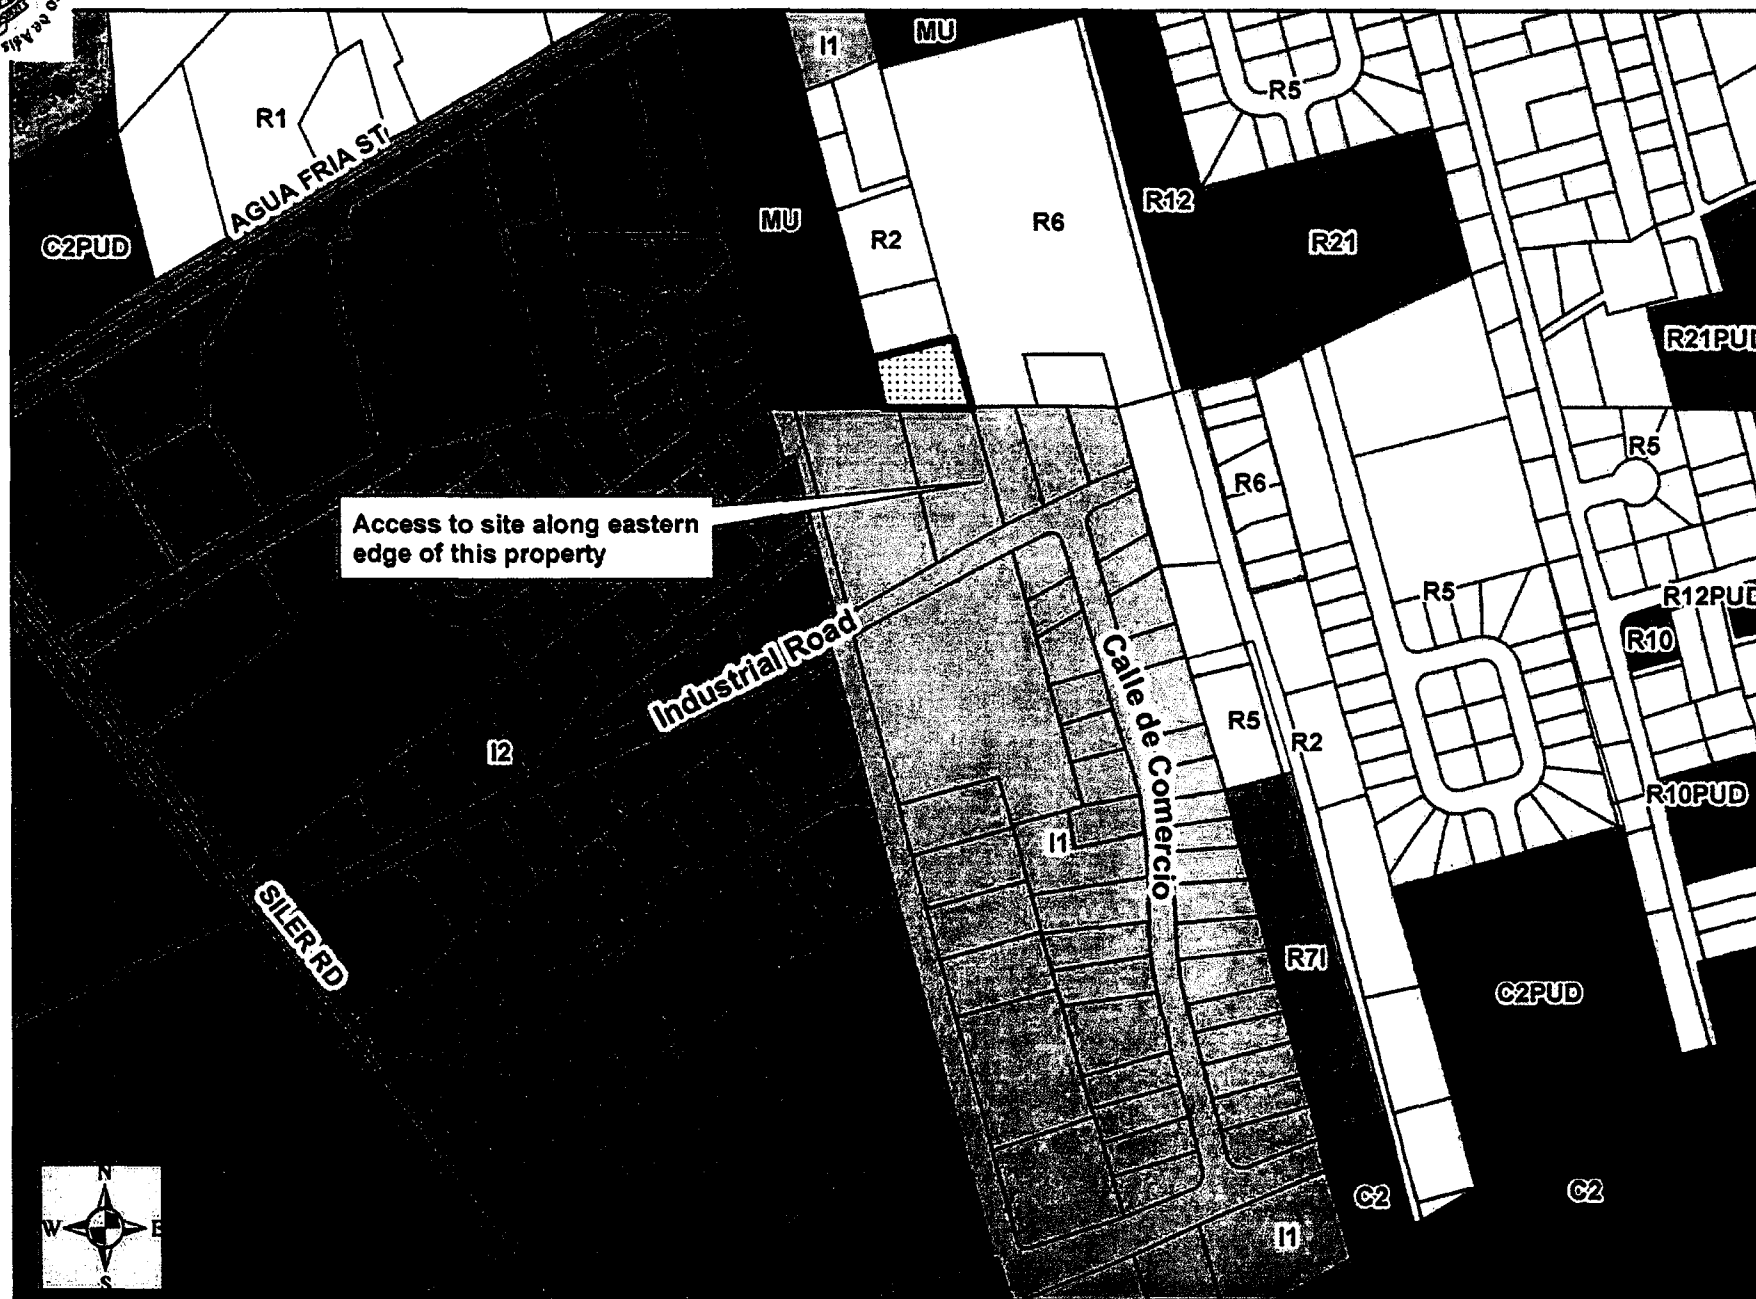 I1
MU
R5
R1
AGUA FRIA ST
C2PUD
MU
R2
R6
R12
R21
R21PUD
R5
R6
Access to site along eastern
edge of this property
R5
R12PUD
R10
Industrial Road
Calle de Comercio
R5
R2
I2
R10PUD
I1
SILER RD
R7I
C2PUD
N
W
E
S
C2
C2
I1